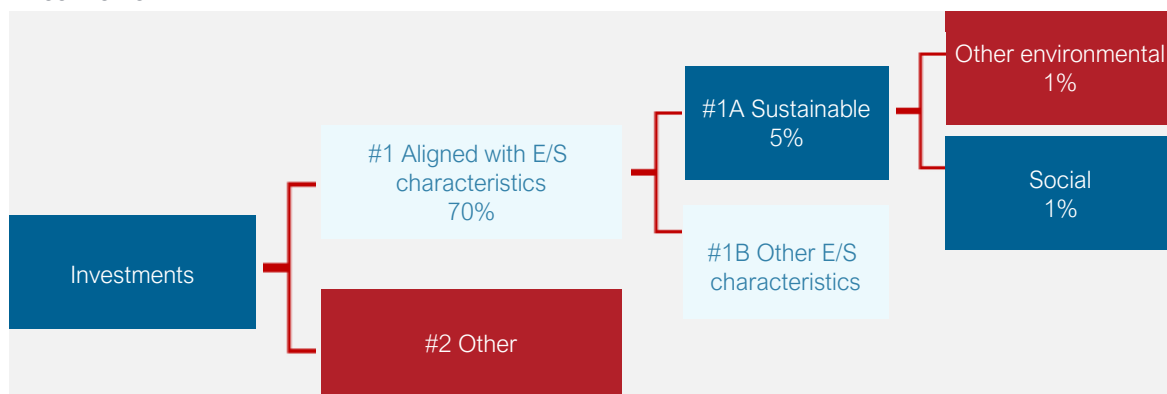 Investments
#1 Aligned with E/S
characteristics
70%
#2 Other
#1A Sustainable
5%
#1B Other E/S
characteristics
Other environmental
1%
Social
1%